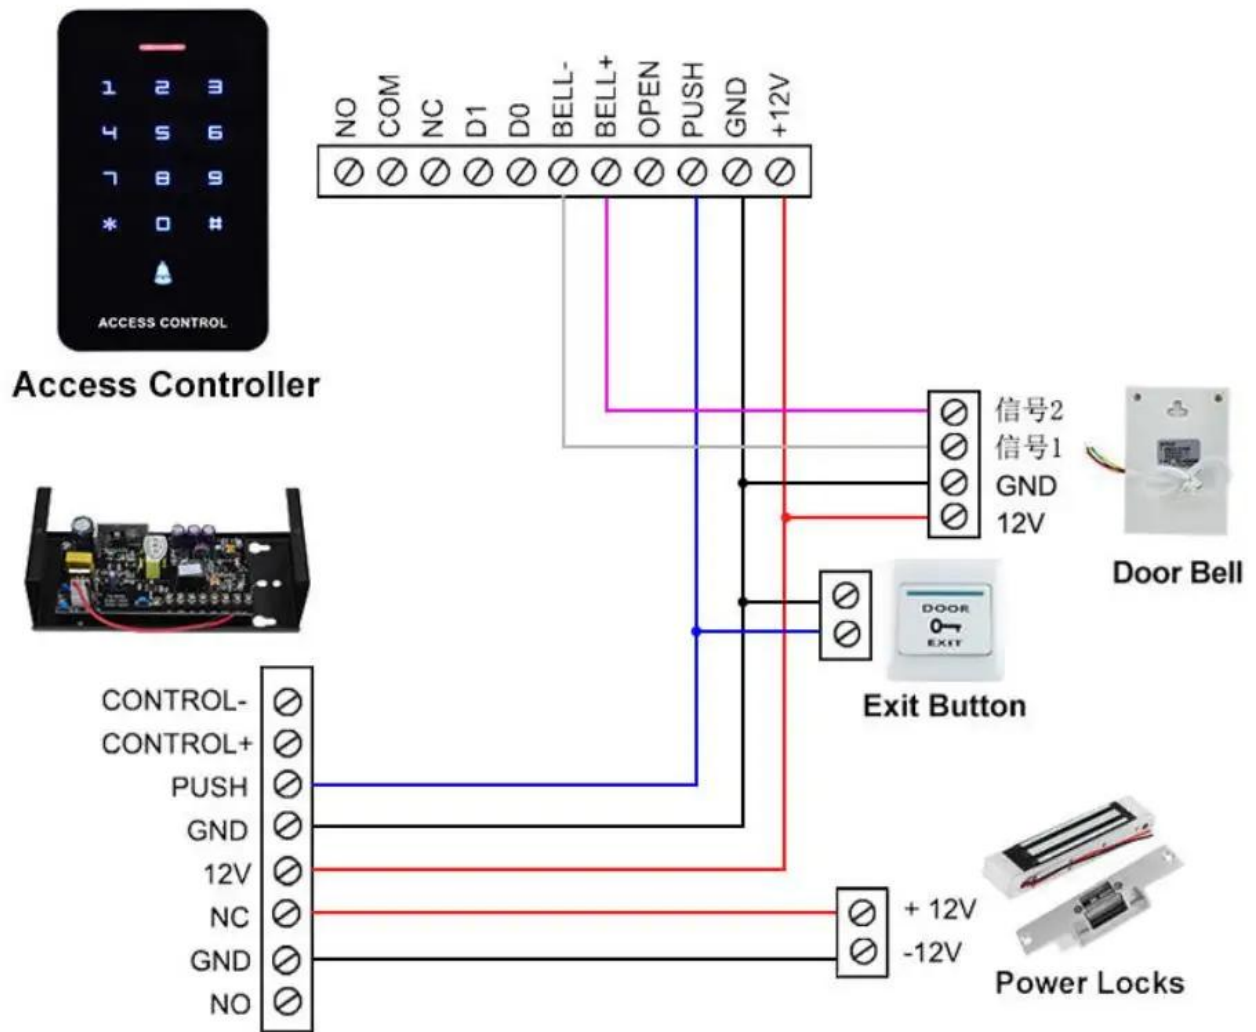 1 2 3
4 5 6
7 8 9
* 0 #
ACCESS CONTROL
Access Controller
NO
COM
NC
D1
D0
BELL-
BELL+
OPEN
PUSH
GND
+12V
信号2
信号1
GND
12V
Door Bell
DOOR
EXIT
Exit Button
CONTROL-
CONTROL+
PUSH
GND
12V
NC
GND
NO
+ 12V
-12V
Power Locks